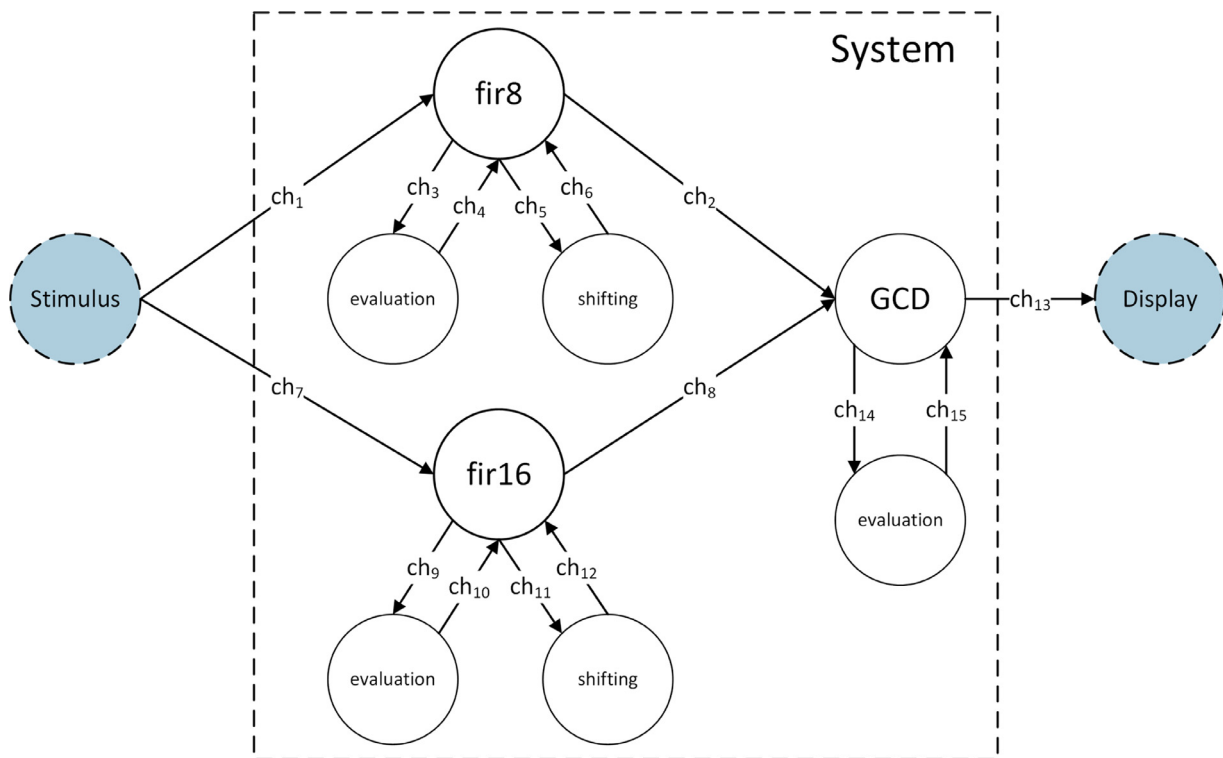 System
fir8
ch₁
ch₃
ch₄
ch₅
ch₆
ch₂
Stimulus
evaluation
shifting
GCD
ch₁₃
Display
ch₇
ch₈
ch₁₄
ch₁₅
fir16
evaluation
ch₉
ch₁₀
ch₁₁
ch₁₂
evaluation
shifting